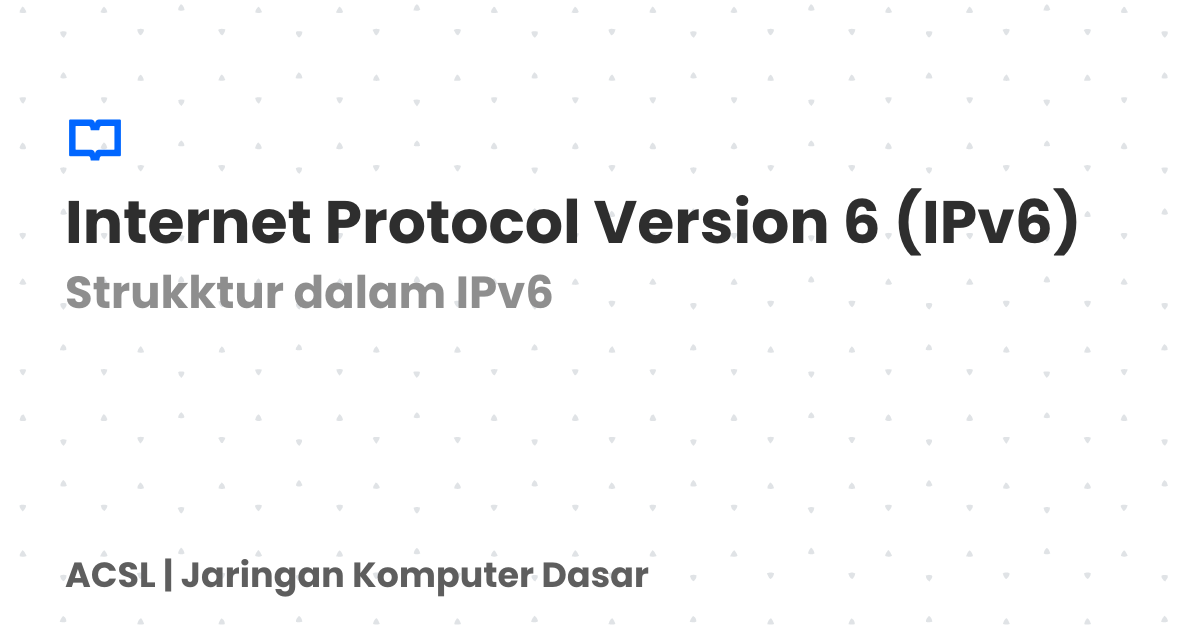 Internet Protocol Version 6 (IPv6)
Strukktur dalam IPv6
ACSL | Jaringan Komputer Dasar